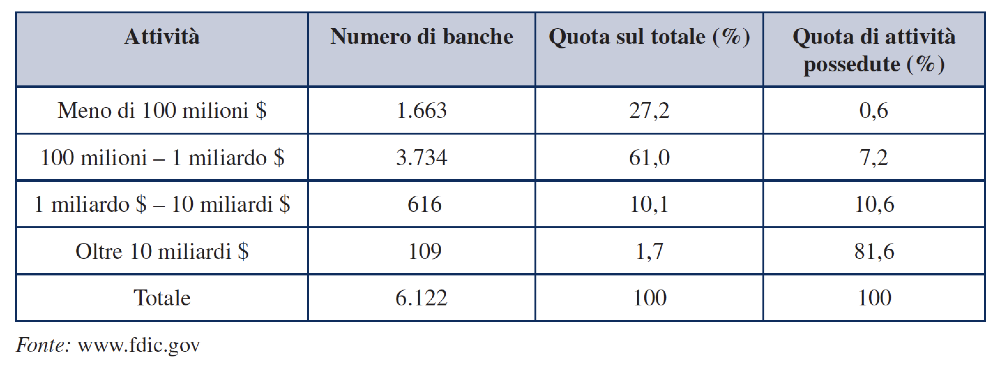 Attività Numero di banche Quota sul totale (%) Quota di attività
possedute (%)
Meno di 100 milioni $ 1.663 27,2 0,6
100 milioni – 1 miliardo $ 3.734 61,0 7,2
1 miliardo $ – 10 miliardi $ 616 10,1 10,6
Oltre 10 miliardi $ 109 1,7 81,6
Totale 6.122 100 100
Fonte: www.fdic.gov